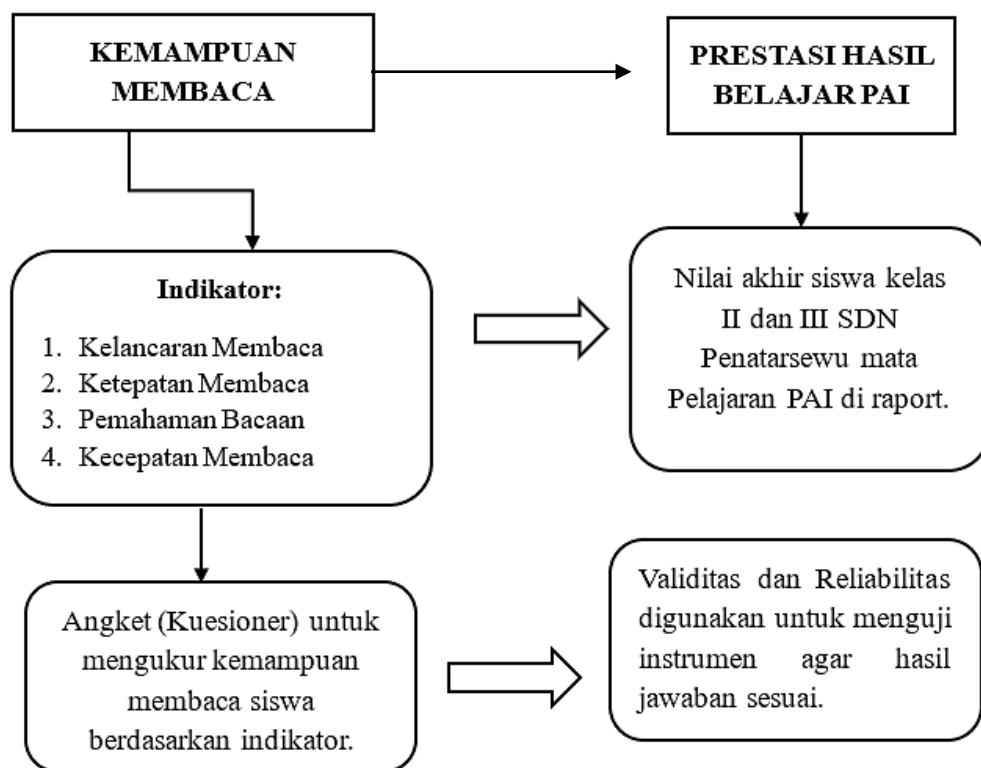 KEMAMPUAN
MEMBACA
PRESTASI HASIL
BELAJAR PAI
Indikator:
1. Kelancaran Membaca
2. Ketepatan Membaca
3. Pemahaman Bacaan
4. Kecepatan Membaca
Nilai akhir siswa kelas
II dan III SDN
Penatarsewu mata
Pelajaran PAI di raport.
Angket (Kuesioner) untuk
mengukur kemampuan
membaca siswa
berdasarkan indikator.
Validitas dan Reliabilitas
digunakan untuk menguji
instrumen agar hasil
jawaban sesuai.